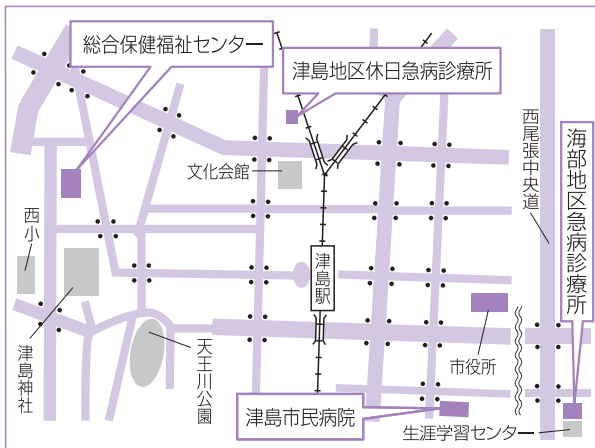 総合保健福祉センター
津島地区休日急病診療所
西尾張中央道
海部地区急病診療所
文化会館
西小
津島駅
市役所
津島神社
天王川公園
津島市民病院
生涯学習センター